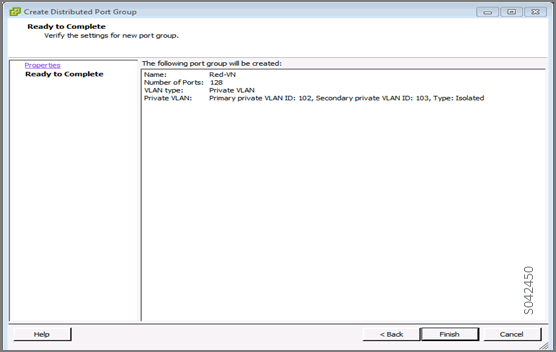 Create Distributed Port Group
Ready to Complete
Verify the settings for new port group.
Properties
Ready to Complete
The following port group will be created:
Name: Red-VN
Number of Ports: 128
VLAN type: Private VLAN
Private VLAN: Primary private VLAN ID: 102, Secondary private VLAN ID: 103, Type: Isolated
S042450
Help
< Back
Finish
Cancel